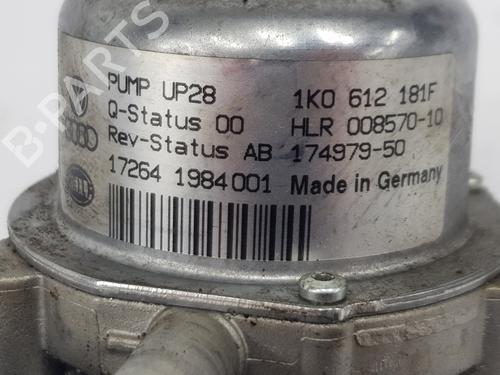 PUMP UP28 1K0 612 181F
Q-Status 00 HLR 008570-10
Rev-Status AB 174979-50
17264 1984001 Made in Germany
B-PARTS